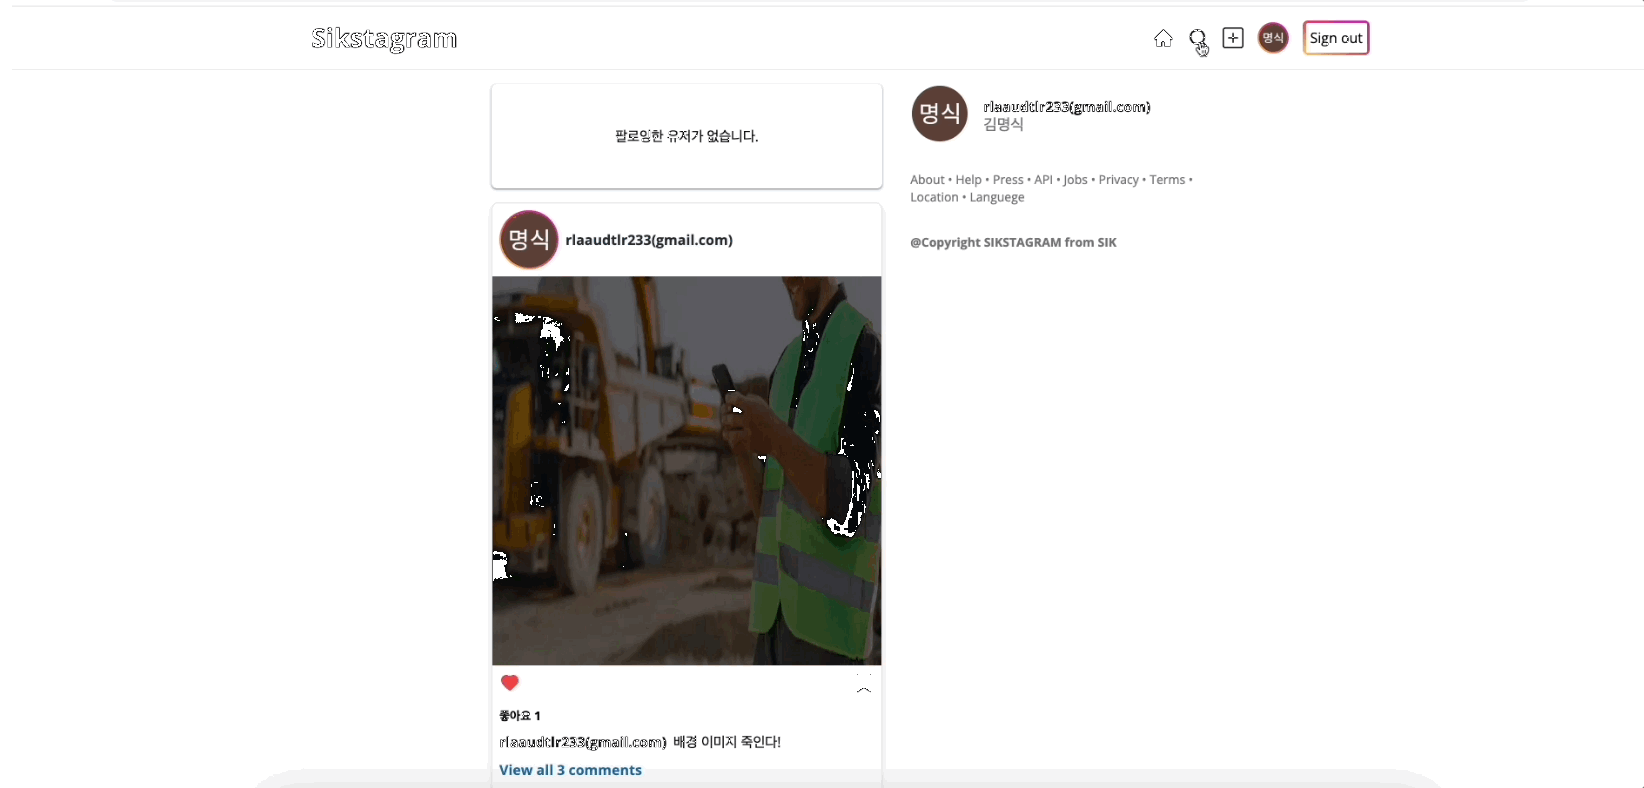 Sikstagram
명식
Sign out
팔로잉한 유저가 없습니다.
명식
rlaaudtlr233(gmail.com)
김명식
About • Help • Press • API • Jobs • Privacy • Terms •
Location • Languege
@Copyright SIKSTAGRAM from SIK
명식
rlaaudtlr233(gmail.com)
좋아요 1
rlaaudtlr233(gmail.com) 배경 이미지 죽인다!
View all 3 comments